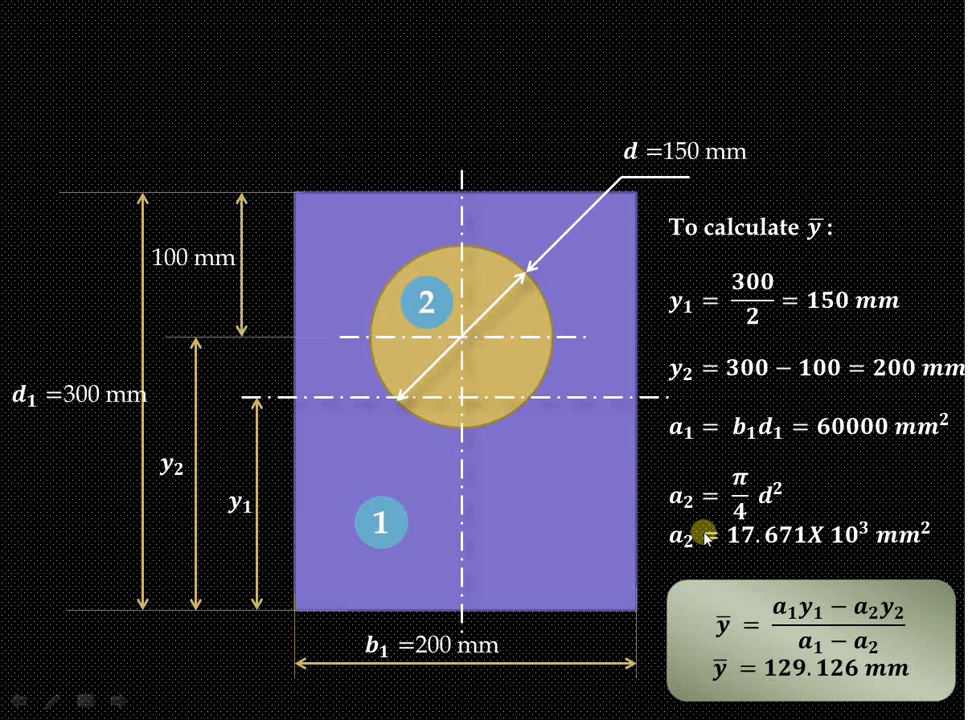 d =150 mm
To calculate y̅ :
100 mm
2
y₁ = 300/2 = 150 mm
y₂ = 300 − 100 = 200 mm
d₁ =300 mm
a₁ = b₁d₁ = 60000 mm²
y₂
y₁
a₂ = π/4 d²
1
a₂ = 17.671X 10³ mm²
y̅ = a₁y₁ − a₂y₂ / a₁ − a₂
b₁ =200 mm
y̅ = 129.126 mm